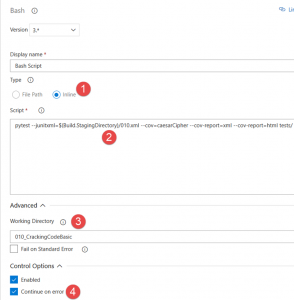 Bash
Version 3.*
Display name *
Bash Script
Type
File Path Inline
1
Script *
pytest --junitxml=$(Build.StagingDirectory)/010.xml --cov=caesarCipher --cov-report=xml --cov-report=html tests/
2
Advanced
Working Directory 3
010_CrackingCodeBasic
Fail on Standard Error
Control Options
Enabled
Continue on error 4